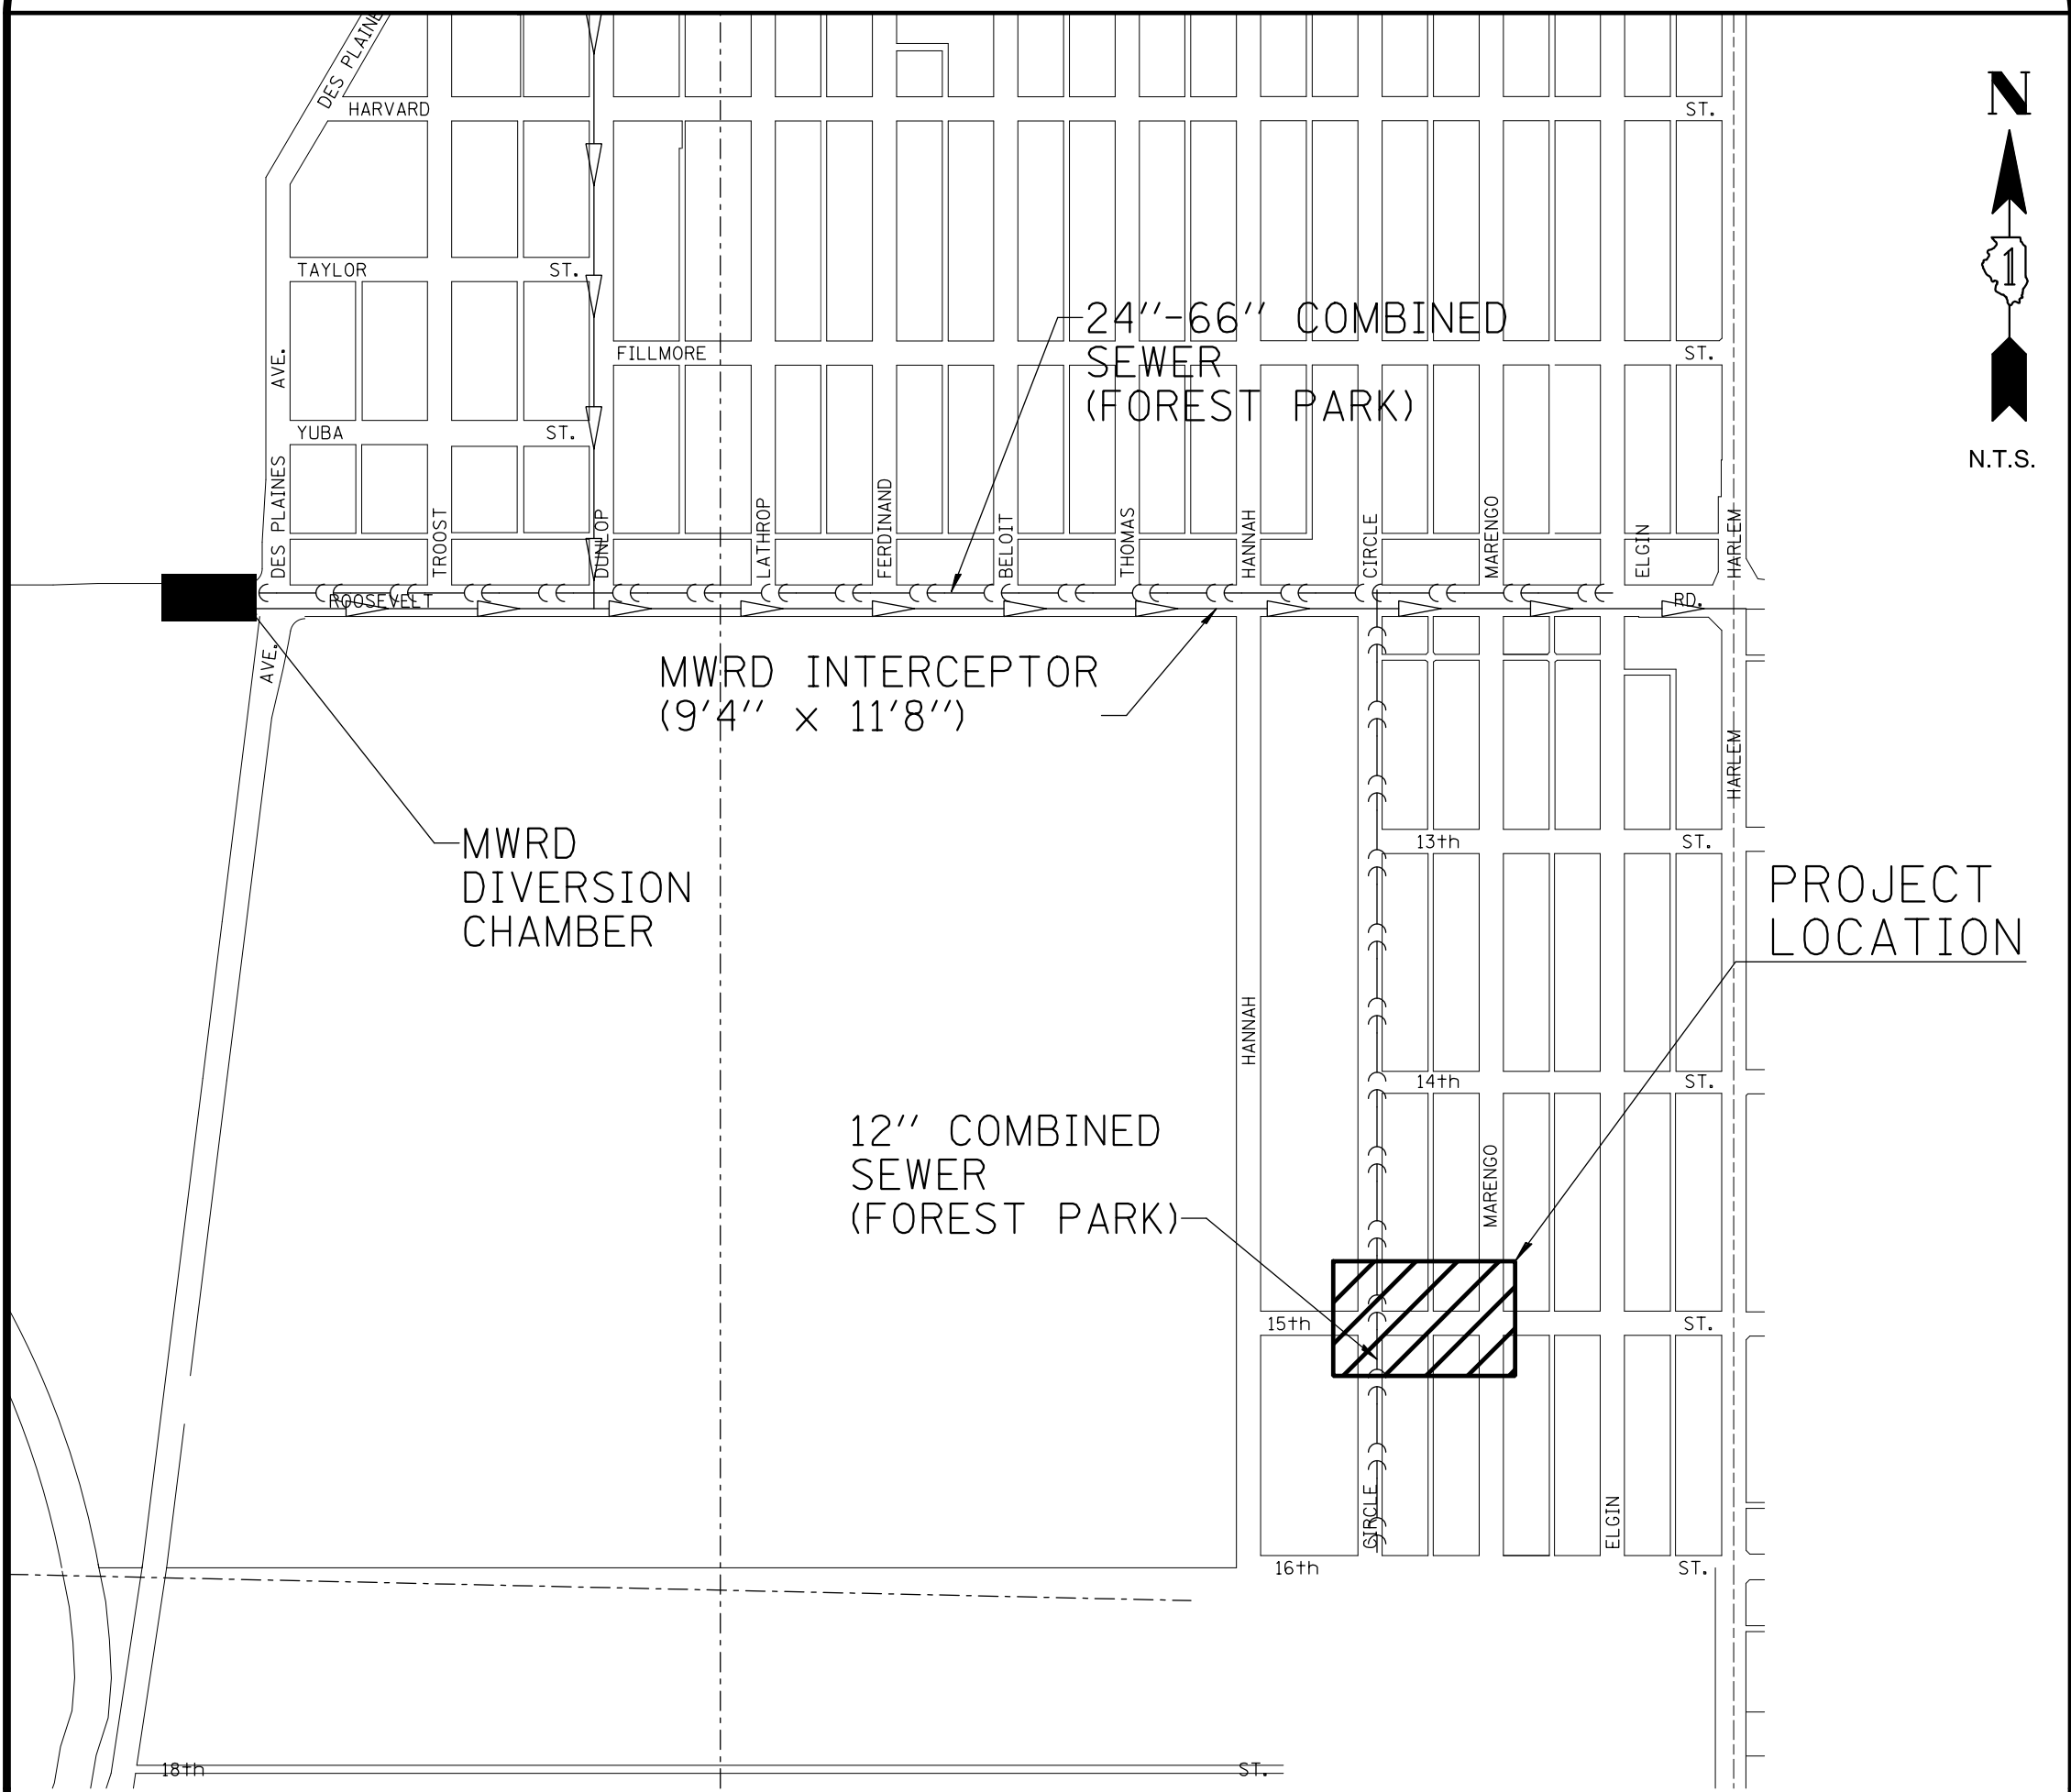 DES PLAINE
HARVARD
ST.
N
TAYLOR
ST.
1
24"-66" COMBINED
SEWER
(FOREST PARK)
FILLMORE
ST.
AVE.
YUBA
ST.
N.T.S.
DES PLAINES
TROOST
DUNLOP
LATHROP
FERDINAND
BELOIT
THOMAS
HANNAH
CIRCLE
MARENGO
ELGIN
HARLEM
ROOSEVELT
RD.
AVE.
MWRD INTERCEPTOR
(9'4" x 11'8")
HARLEM
MWRD
DIVERSION
CHAMBER
13th
ST.
PROJECT
LOCATION
HANNAH
14th
ST.
12" COMBINED
SEWER
(FOREST PARK)
MARENGO
15th
ST.
CIRCLE
ELGIN
16th
ST.
18th
ST.